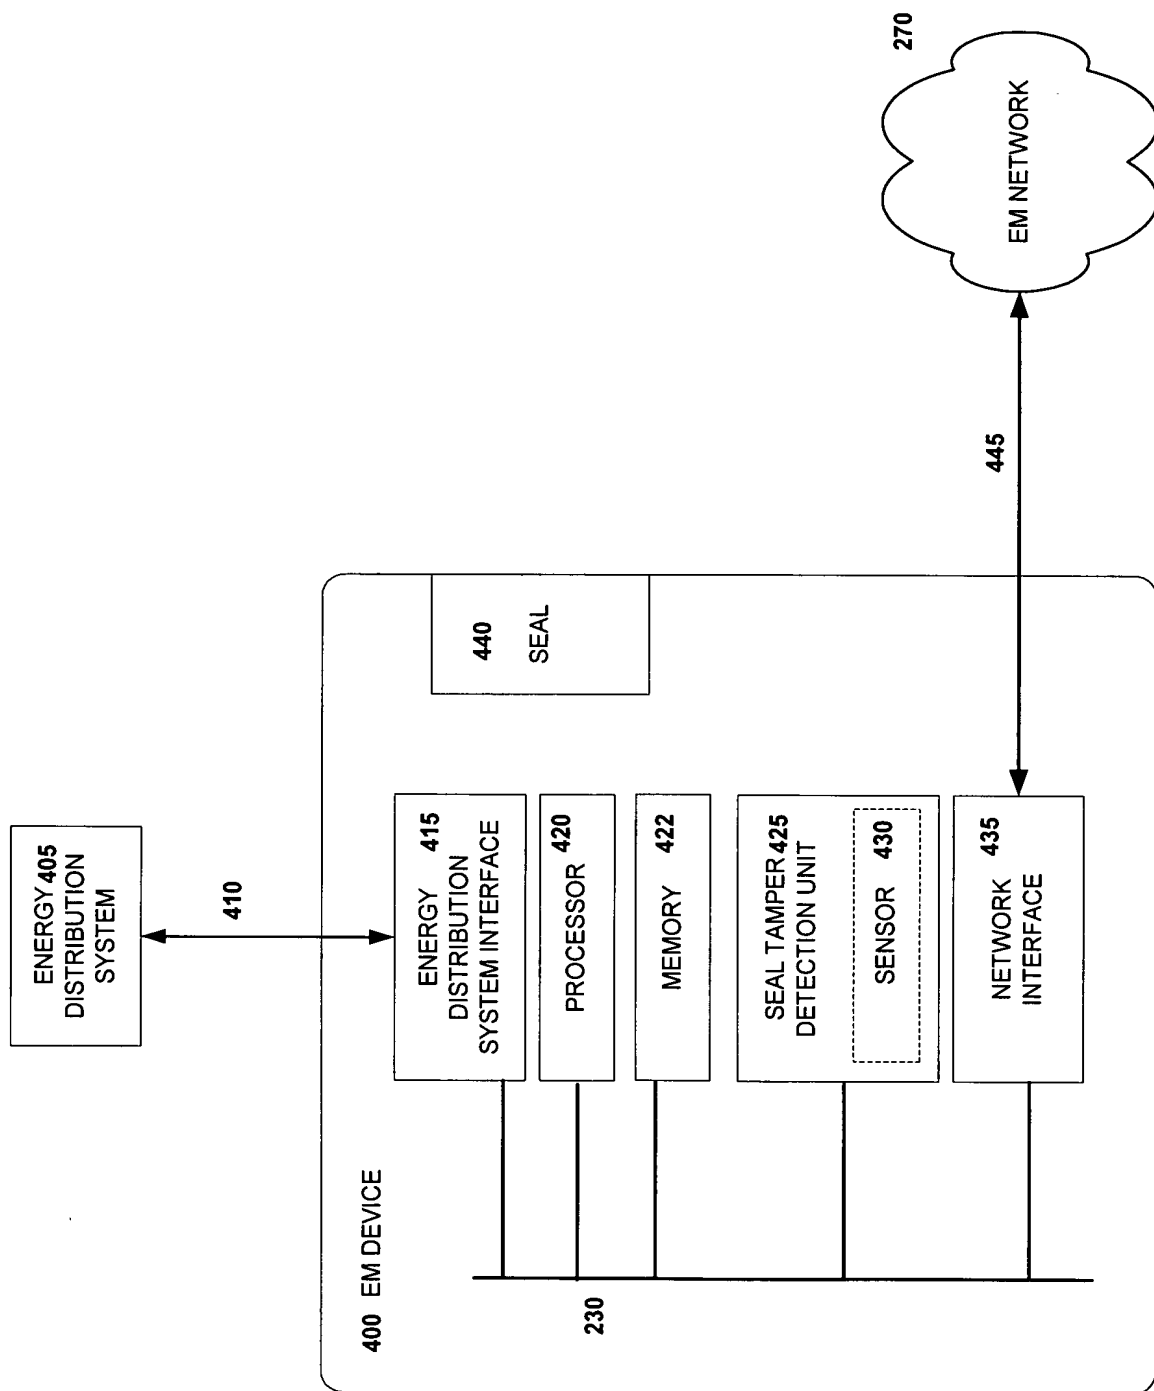 ENERGY 405
DISTRIBUTION
SYSTEM
410
400 EM DEVICE
415
ENERGY
DISTRIBUTION
SYSTEM INTERFACE
420
PROCESSOR
422
MEMORY
SEAL TAMPER 425
DETECTION UNIT
430
SENSOR
435
NETWORK
INTERFACE
230
440
SEAL
445
270
EM NETWORK